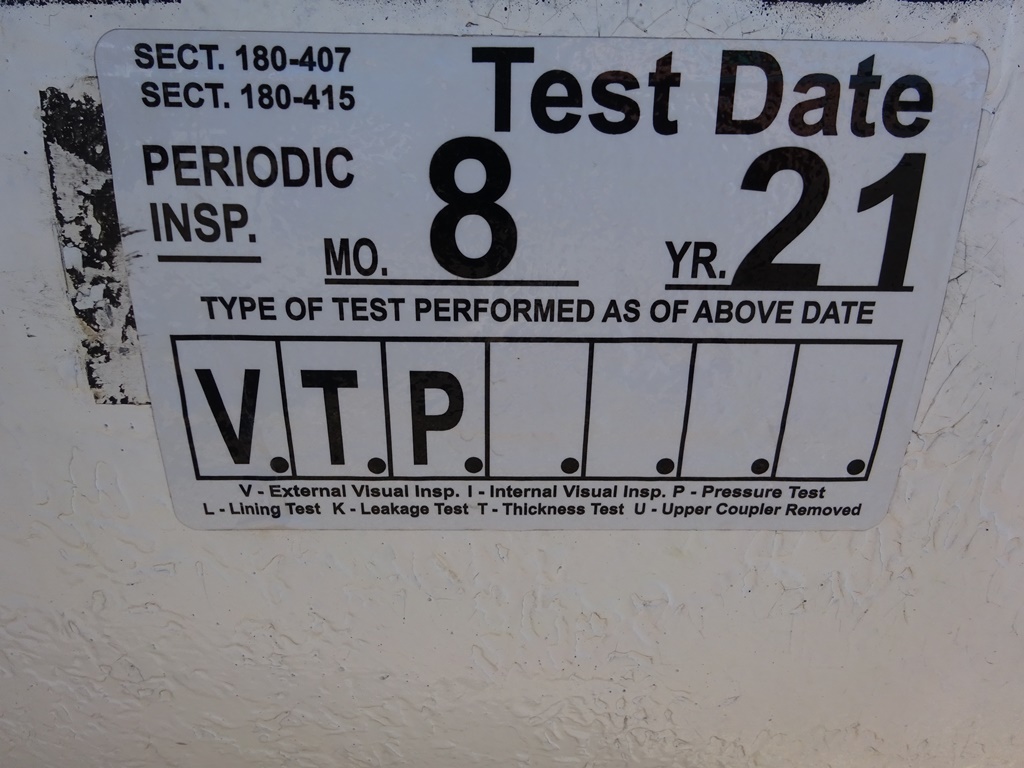 SECT. 180-407
SECT. 180-415
Test Date
PERIODIC
INSP.
MO. 8 YR. 21
TYPE OF TEST PERFORMED AS OF ABOVE DATE
V. T. P. . . . .
V - External Visual Insp. I - Internal Visual Insp. P - Pressure Test
L - Lining Test K - Leakage Test T - Thickness Test U - Upper Coupler Removed